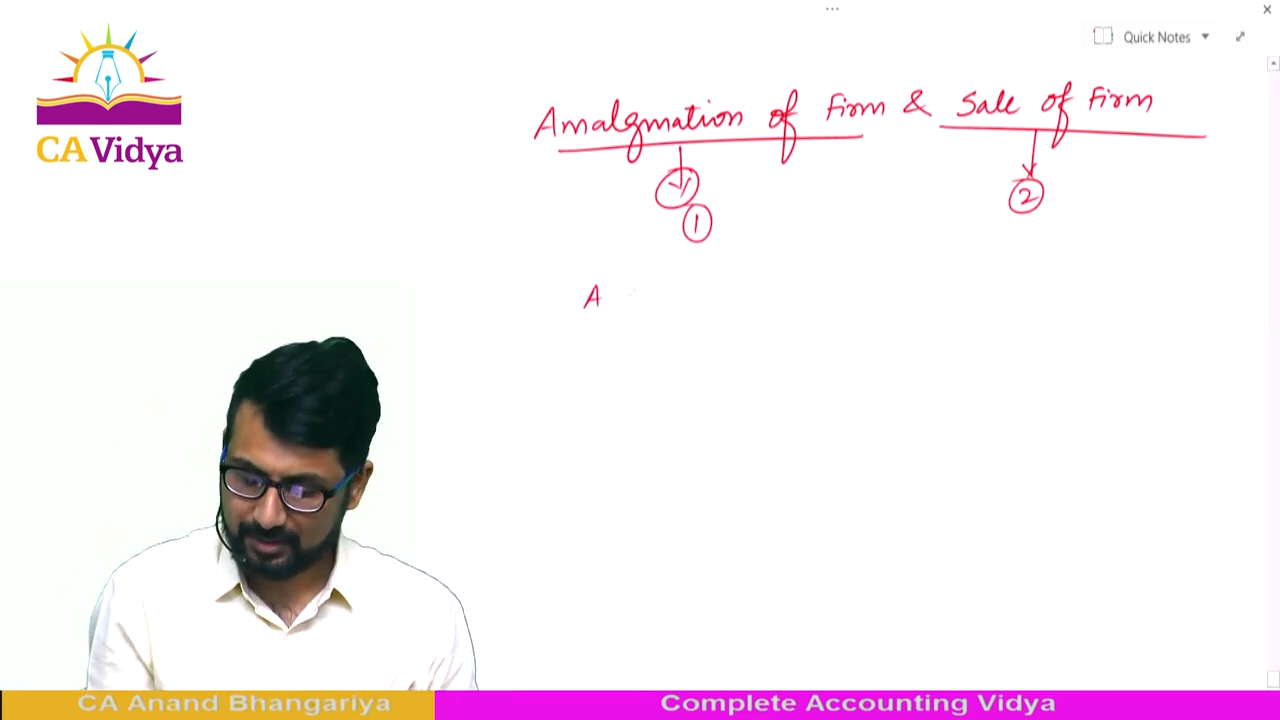 CA Vidya
Quick Notes
Amalgmation of Firm & Sale of Firm
1
2
A
CA Anand Bhangariya
Complete Accounting Vidya